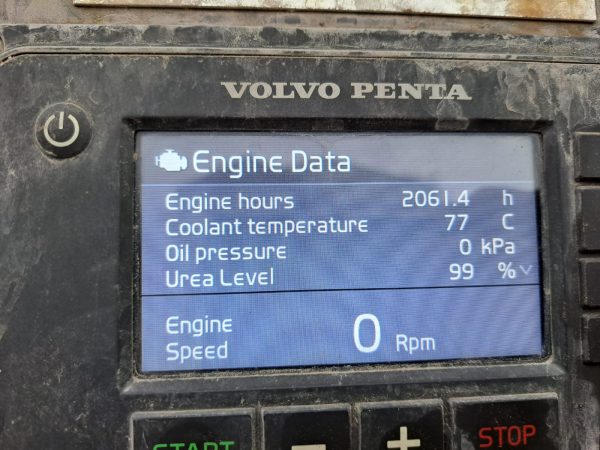 VOLVO PENTA
Engine Data
Engine hours 2061.4 h
Coolant temperature 77 C
Oil pressure 0 kPa
Urea Level 99 %
Engine Speed 0 Rpm
START - + STOP